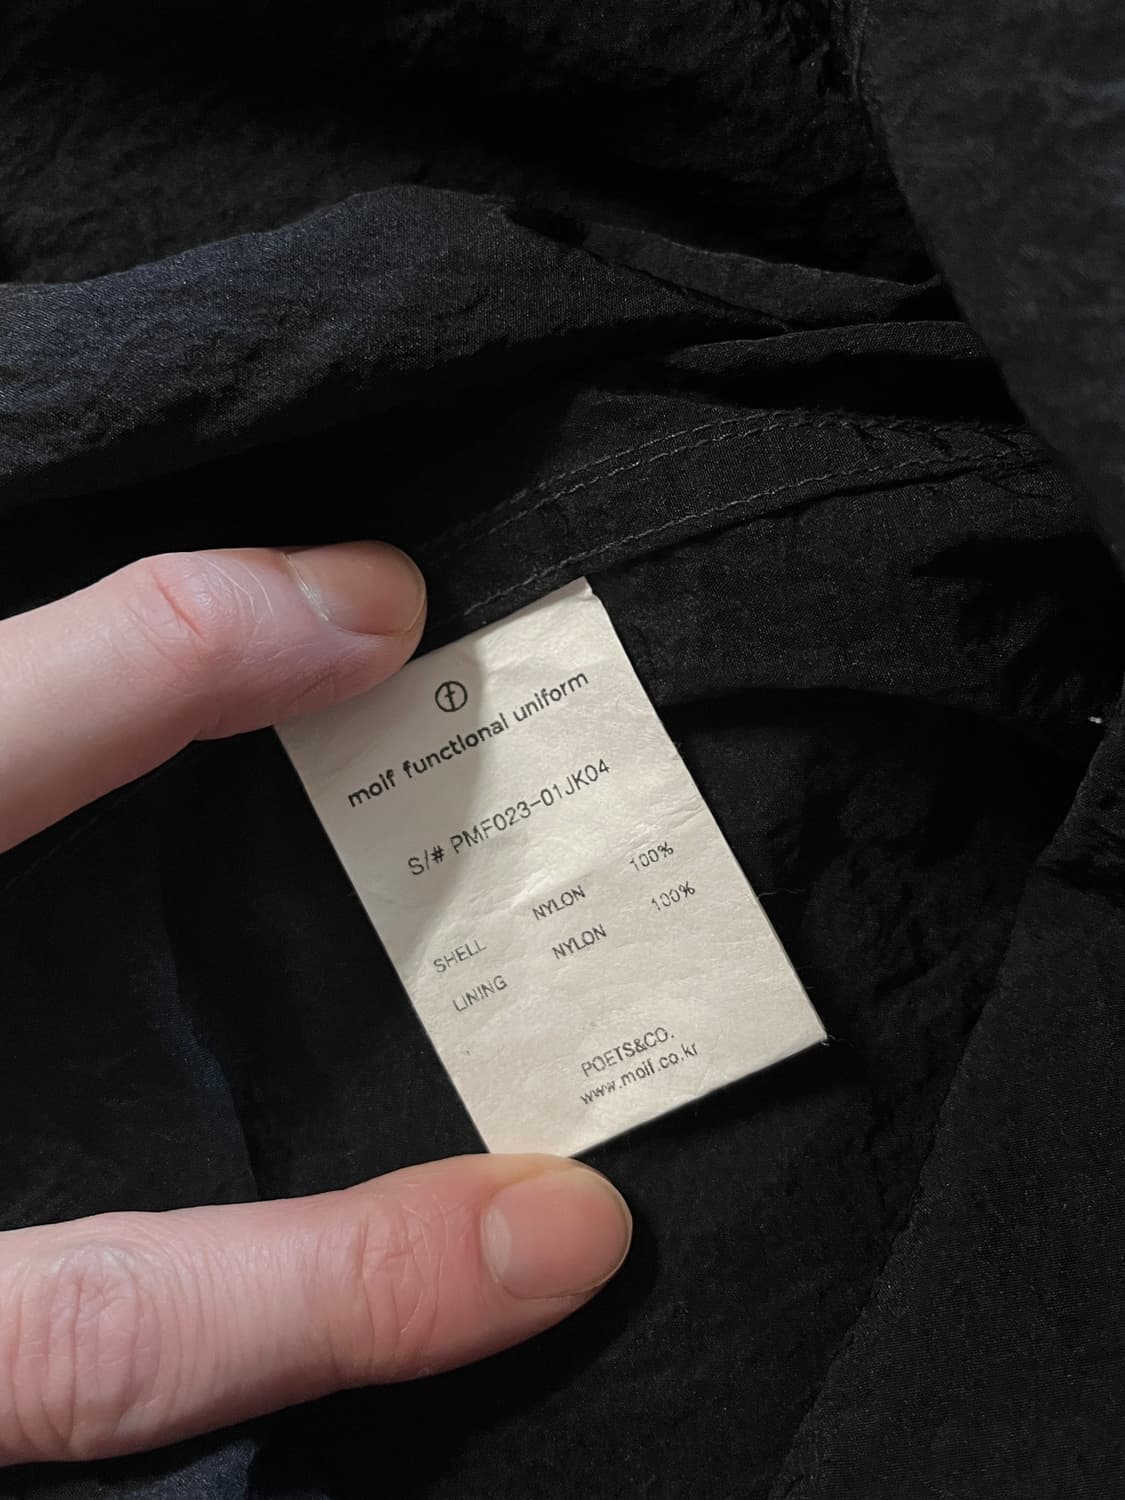 moif functional uniform
S/# PMF023-01JK04
SHELL NYLON 100%
LINING NYLON 100%
POETS&CO.
www.moif.co.kr